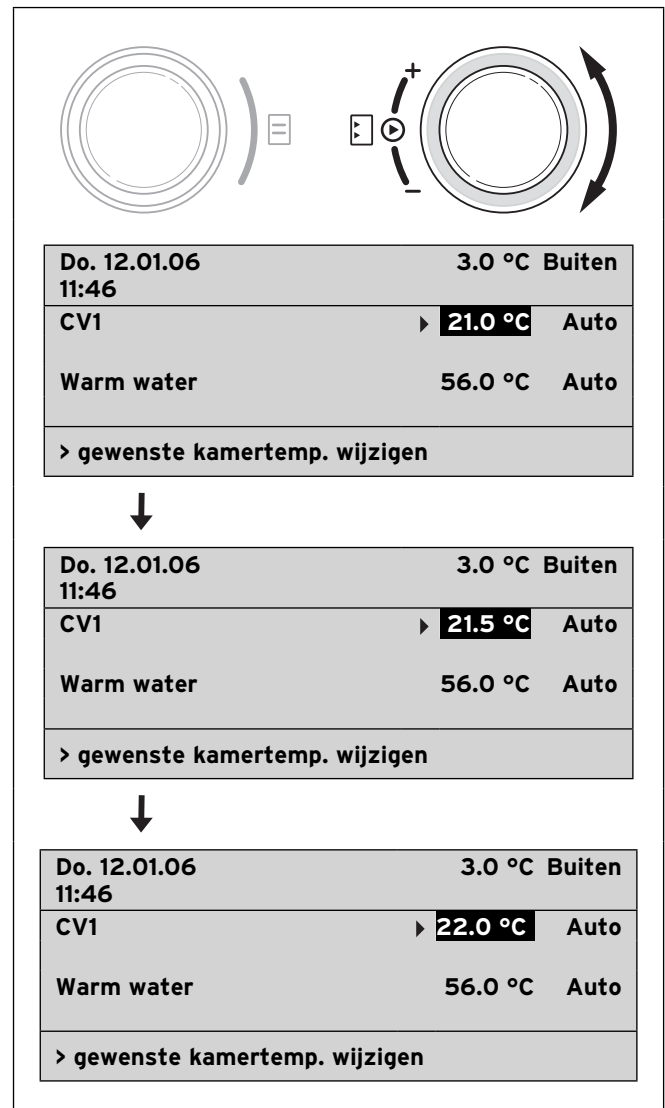 +
−
Do. 12.01.06 3.0 °C Buiten
11:46
CV1 21.0 °C Auto
Warm water 56.0 °C Auto
> gewenste kamertemp. wijzigen
Do. 12.01.06 3.0 °C Buiten
11:46
CV1 21.5 °C Auto
Warm water 56.0 °C Auto
> gewenste kamertemp. wijzigen
Do. 12.01.06 3.0 °C Buiten
11:46
CV1 22.0 °C Auto
Warm water 56.0 °C Auto
> gewenste kamertemp. wijzigen